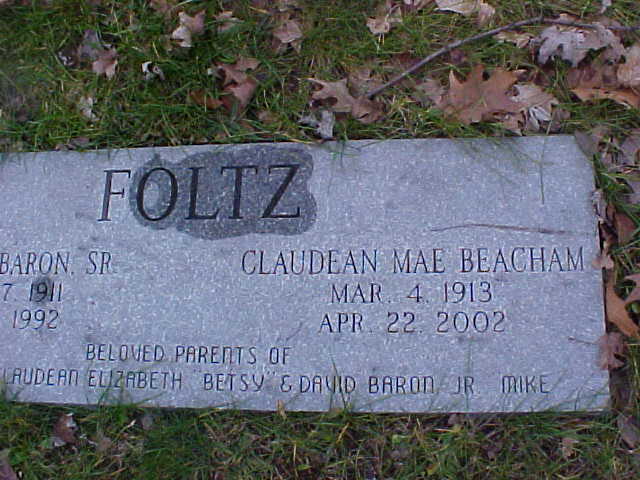 FOLTZ
BARON, SR. CLAUDEAN MAE BEACHAM
7 1911 MAR. 4, 1913
1992 APR. 22, 2002
BELOVED PARENTS OF
CLAUDEAN ELIZABETH "BETSY" & DAVID BARON JR MIKE